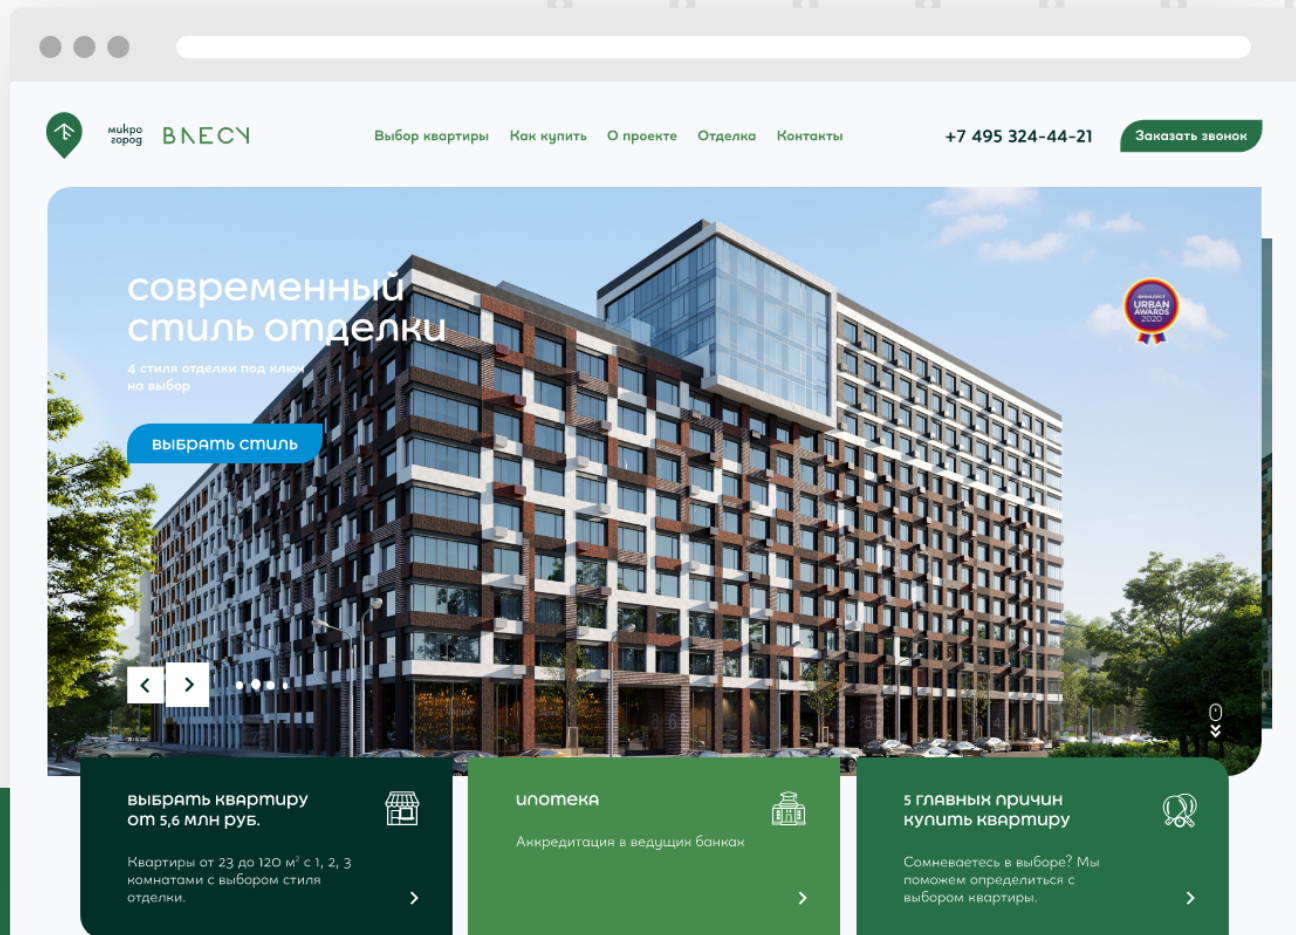 микро
город
ВЛЕСУ
Выбор квартиры
Как купить
О проекте
Отделка
Контакты
+7 495 324-44-21
Заказать звонок
современный
стиль отделки
4 стиля отделки под ключ
на выбор
выбрать стиль
ФИНАЛИСТ
URBAN
AWARDS
2020
выбрать квартиру
от 5,6 млн руб.
Квартиры от 23 до 120 м² с 1, 2, 3
комнатами с выбором стиля
отделки.
ипотека
Аккредитация в ведущих банках
5 главных причин
купить квартиру
Сомневаетесь в выборе? Мы
поможем определиться с
выбором квартиры.